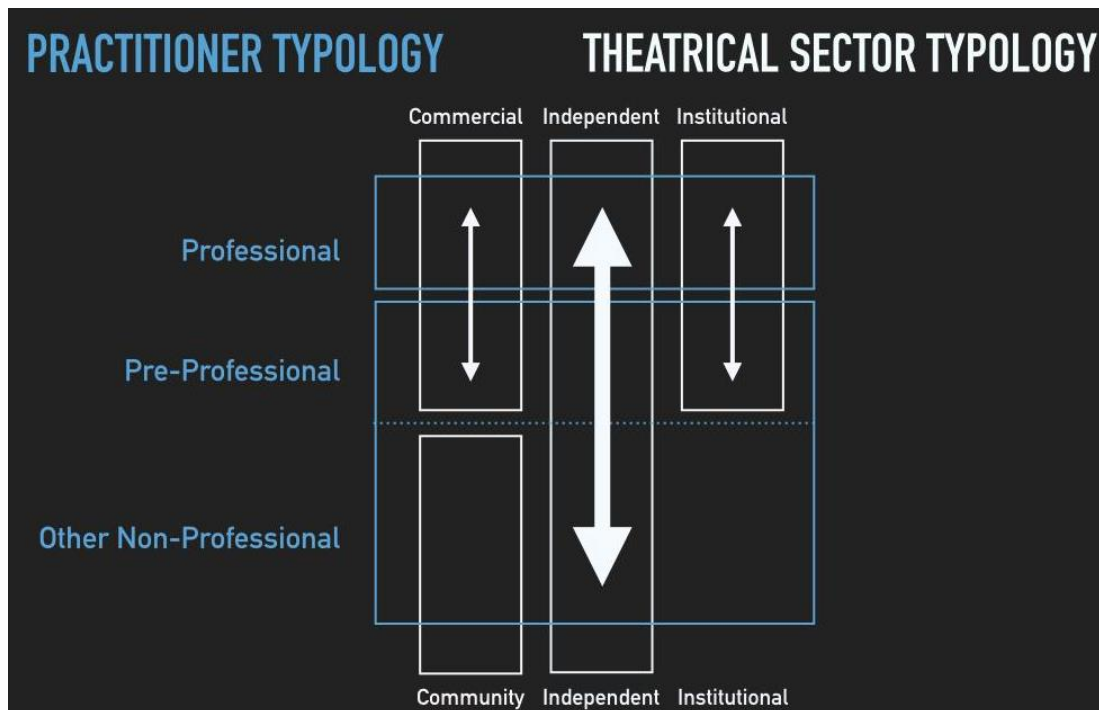 PRACTITIONER TYPOLOGY THEATRICAL SECTOR TYPOLOGY
Commercial Independent Institutional
Professional
Pre-Professional
Other Non-Professional
Community Independent Institutional